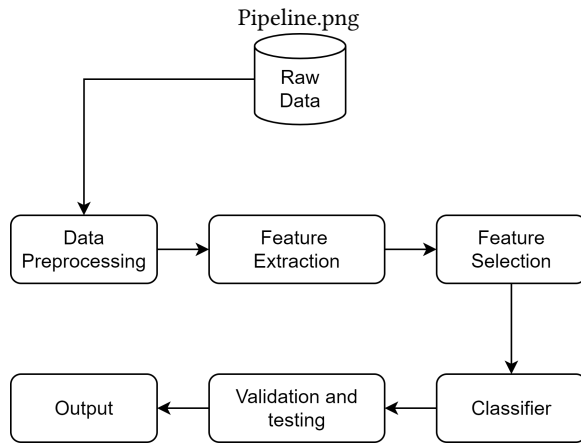 Pipeline.png
Raw
Data
Data
Preprocessing
Feature
Extraction
Feature
Selection
Output
Validation and
testing
Classifier